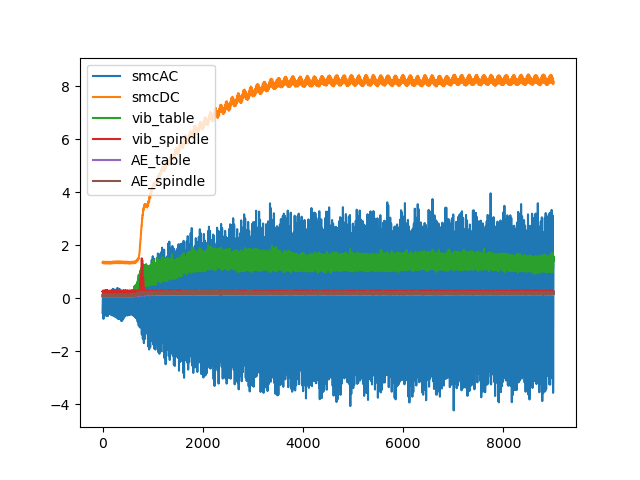 smcAC
smcDC
vib_table
vib_spindle
AE_table
AE_spindle
8
6
4
2
0
−2
−4
0 2000 4000 6000 8000